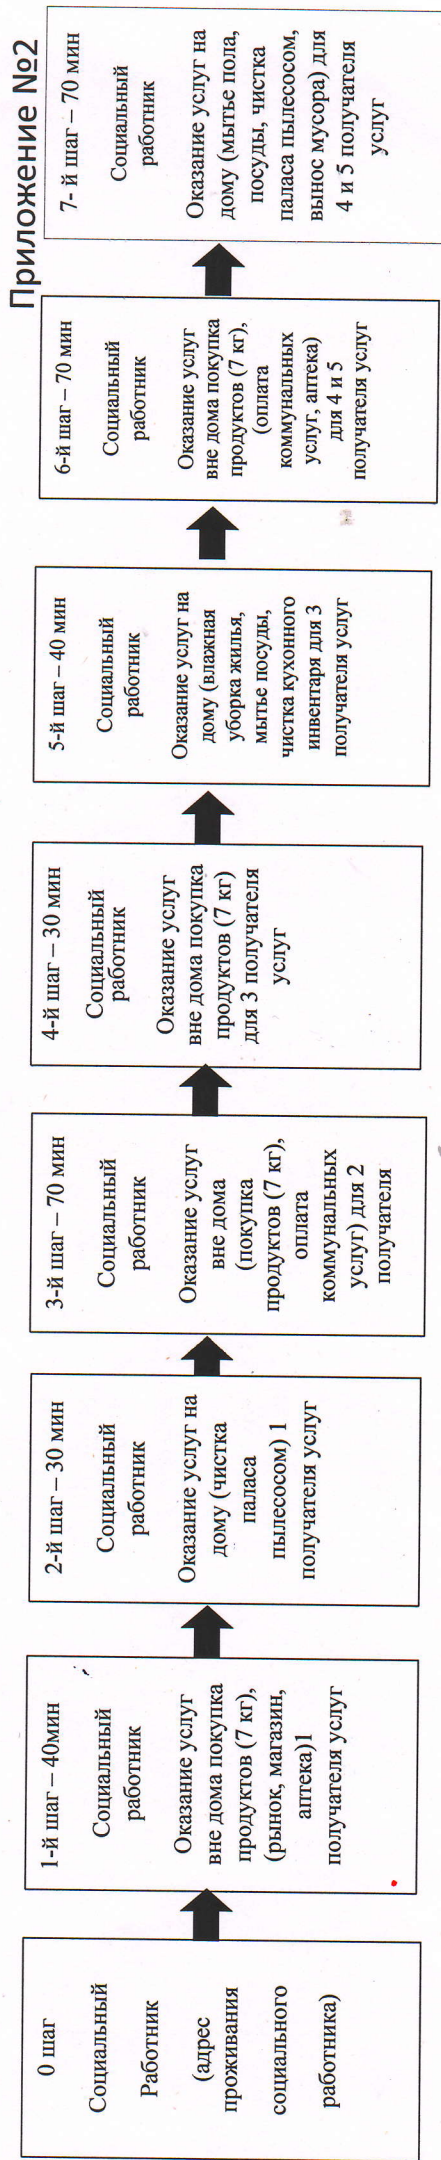 Приложение №2
0 шаг
Социальный
Работник
(адрес
проживания
социального
работника)
1-й шаг – 40мин
Социальный
работник
Оказание услуг
вне дома покупка
продуктов (7 кг),
(рынок, магазин,
аптека)1
получателя услуг
2-й шаг – 30 мин
Социальный
работник
Оказание услуг на
дому (чистка
паласа
пылесосом) 1
получателя услуг
3-й шаг – 70 мин
Социальный
работник
Оказание услуг
вне дома
(покупка
продуктов (7 кг),
оплата
коммунальных
услуг) для 2
получателя
4-й шаг – 30 мин
Социальный
работник
Оказание услуг
вне дома покупка
продуктов (7 кг)
для 3 получателя
услуг
5-й шаг – 40 мин
Социальный
работник
Оказание услуг на
дому (влажная
уборка жилья,
мытье посуды,
чистка кухонного
инвентаря для 3
получателя услуг
6-й шаг – 70 мин
Социальный
работник
Оказание услуг
вне дома покупка
продуктов (7 кг),
(оплата
коммунальных
услуг, аптека)
для 4 и 5
получателя услуг
7- й шаг – 70 мин
Социальный
работник
Оказание услуг на
дому (мытье пола,
посуды, чистка
паласа пылесосом,
вынос мусора) для
4 и 5 получателя
услуг